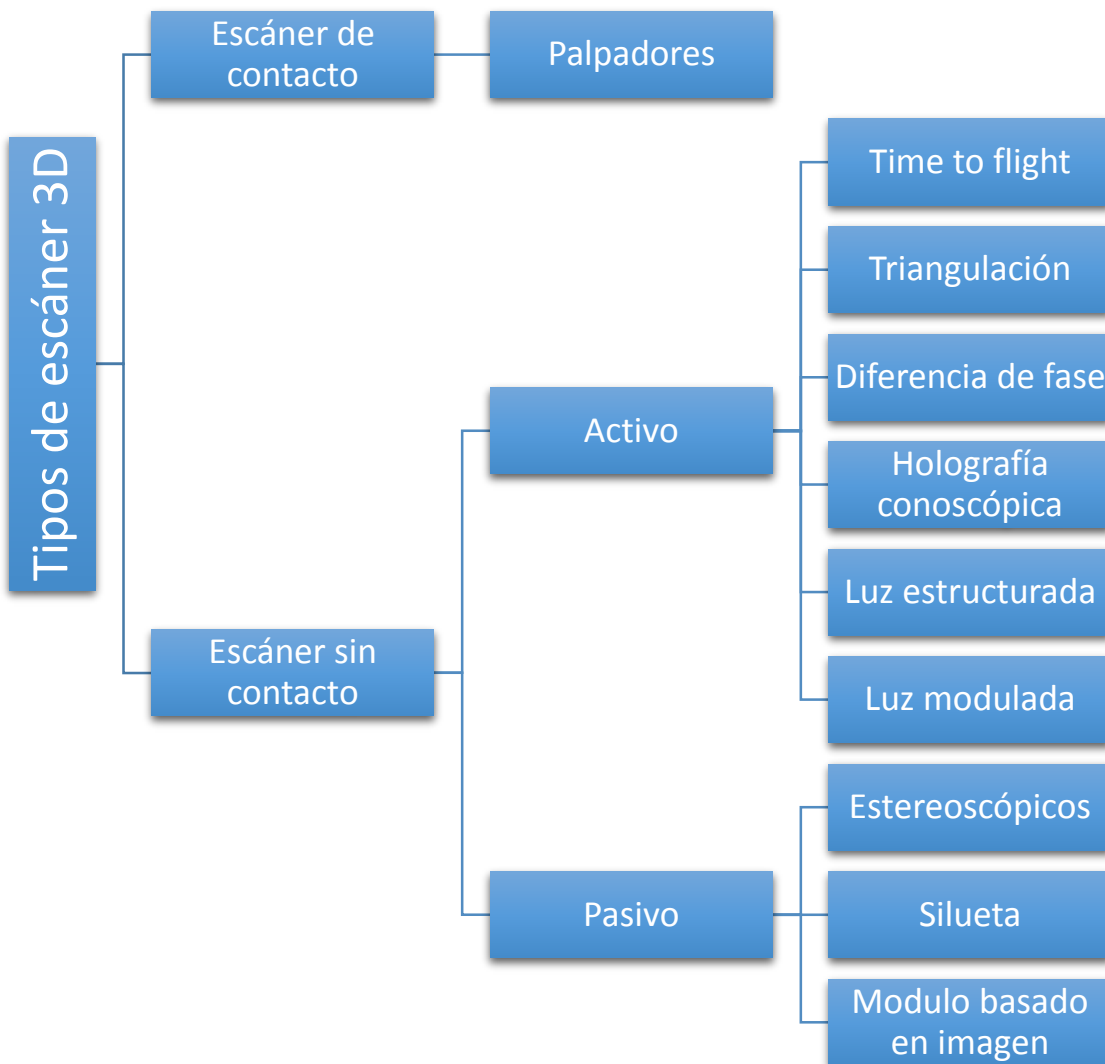 Tipos de escáner 3D
Escáner de
contacto
Palpadores
Escáner sin
contacto
Activo
Time to flight
Triangulación
Diferencia de fase
Holografía
conoscópica
Luz estructurada
Luz modulada
Pasivo
Estereoscópicos
Silueta
Modulo basado
en imagen